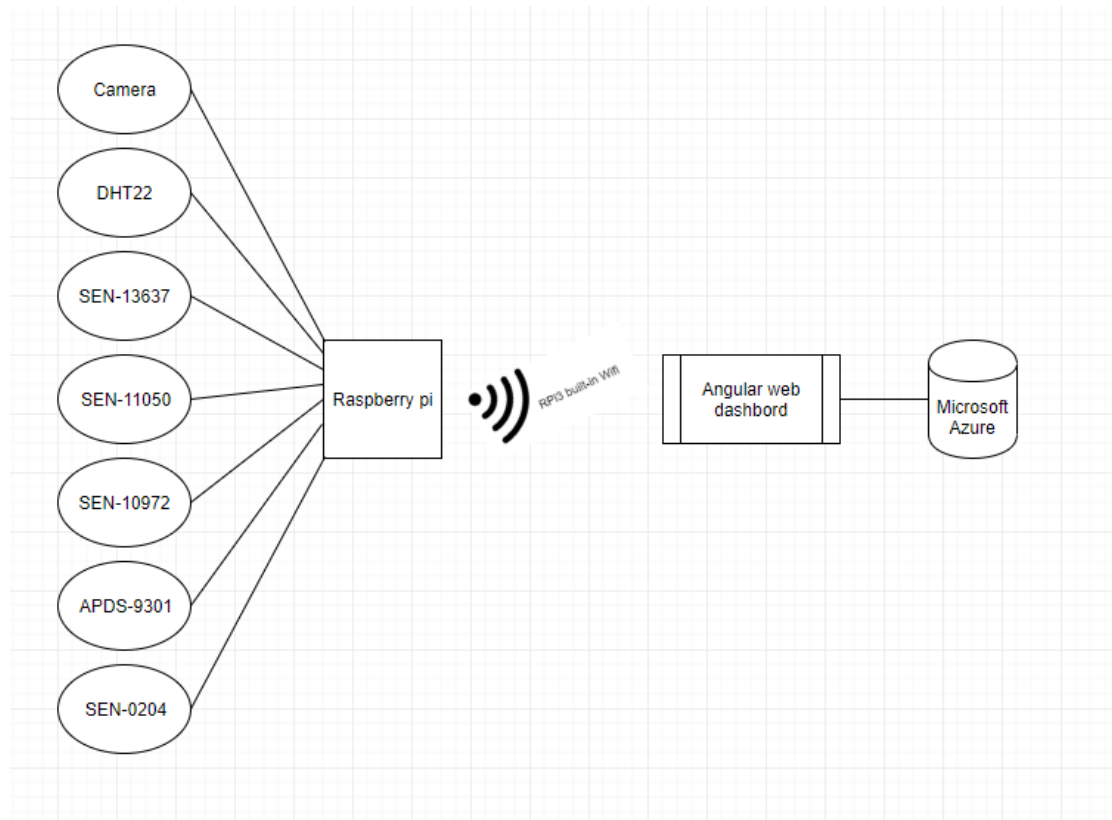 Camera
DHT22
SEN-13637
SEN-11050
SEN-10972
APDS-9301
SEN-0204
Raspberry pi
RPI3 built-in Wifi
Angular web
dashbord
Microsoft
Azure